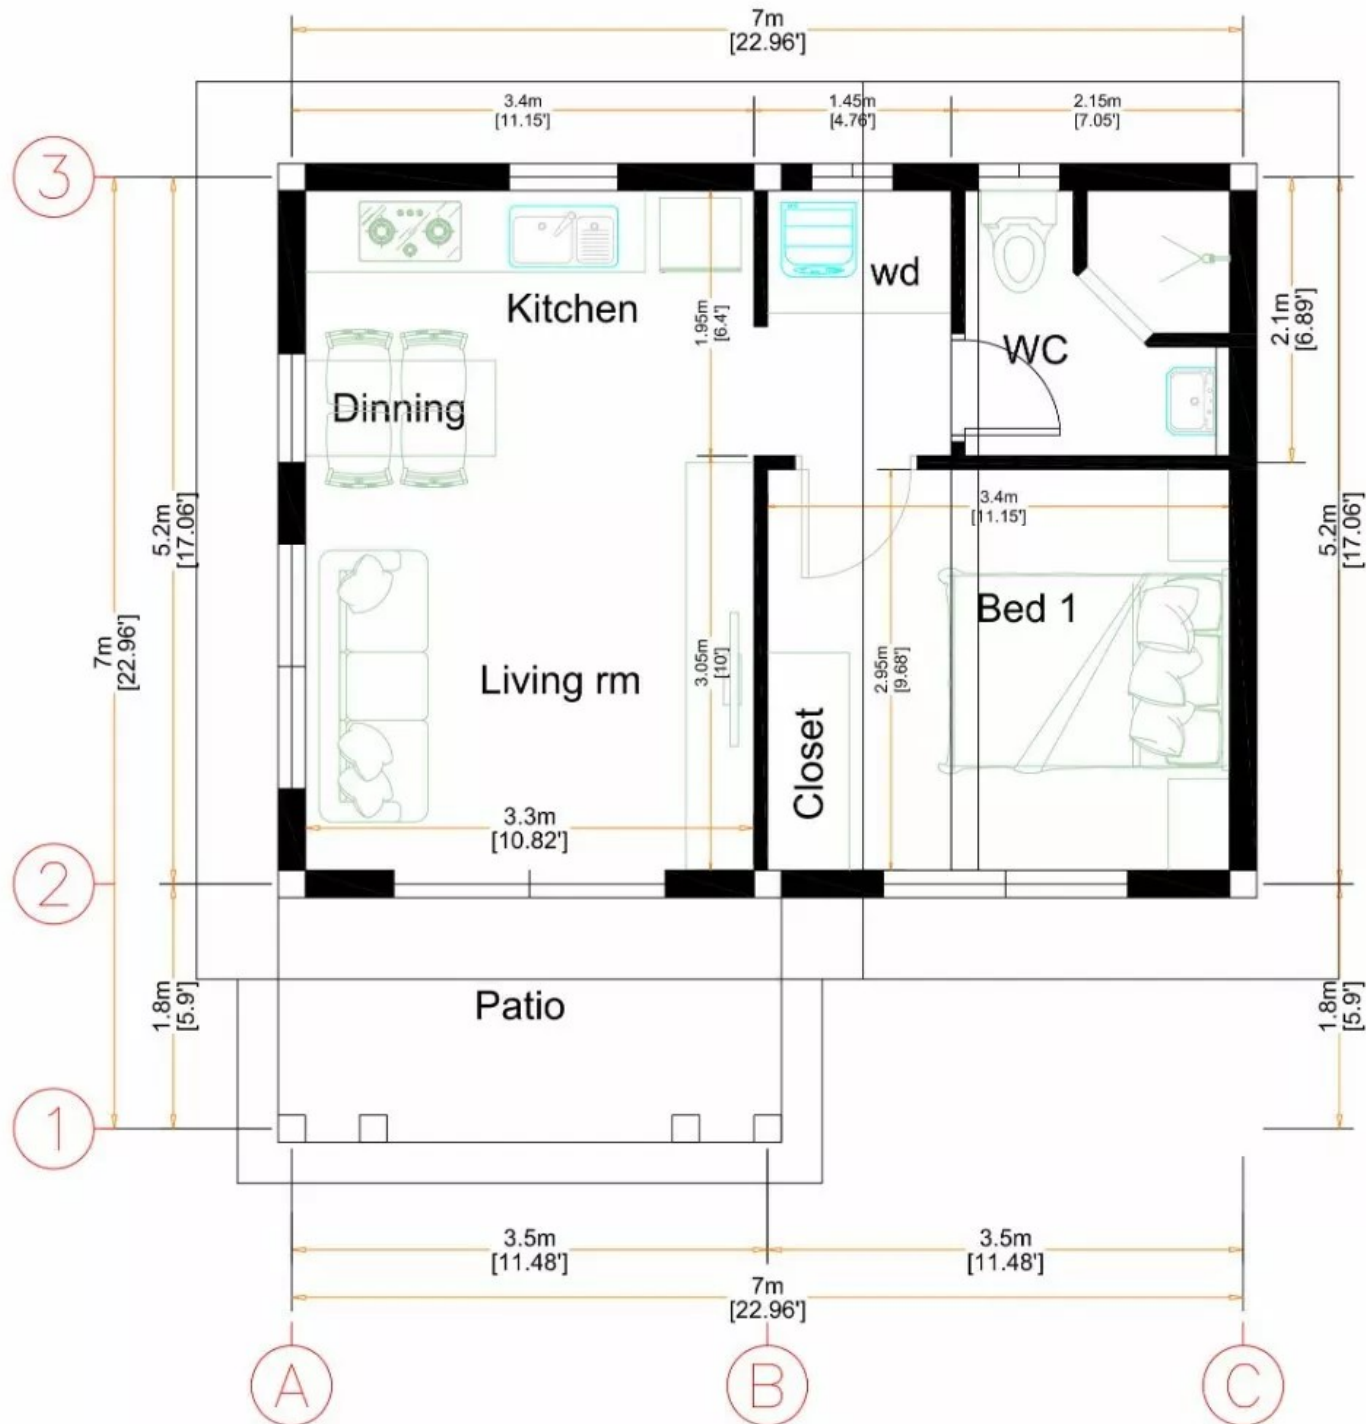 7m
[22.96']
3.4m
[11.15']
1.45m
[4.76']
2.15m
[7.05']
3
Kitchen
wd
WC
1.95m
[6.4']
2.1m
[6.89']
Dinning
5.2m
[17.06']
3.4m
[11.15']
5.2m
[17.06']
7m
[22.96']
Living rm
3.05m
[10']
Closet
2.95m
[9.68']
Bed 1
3.3m
[10.82']
2
1.8m
[5.9']
Patio
1.8m
[5.9']
1
3.5m
[11.48']
3.5m
[11.48']
7m
[22.96']
A
B
C